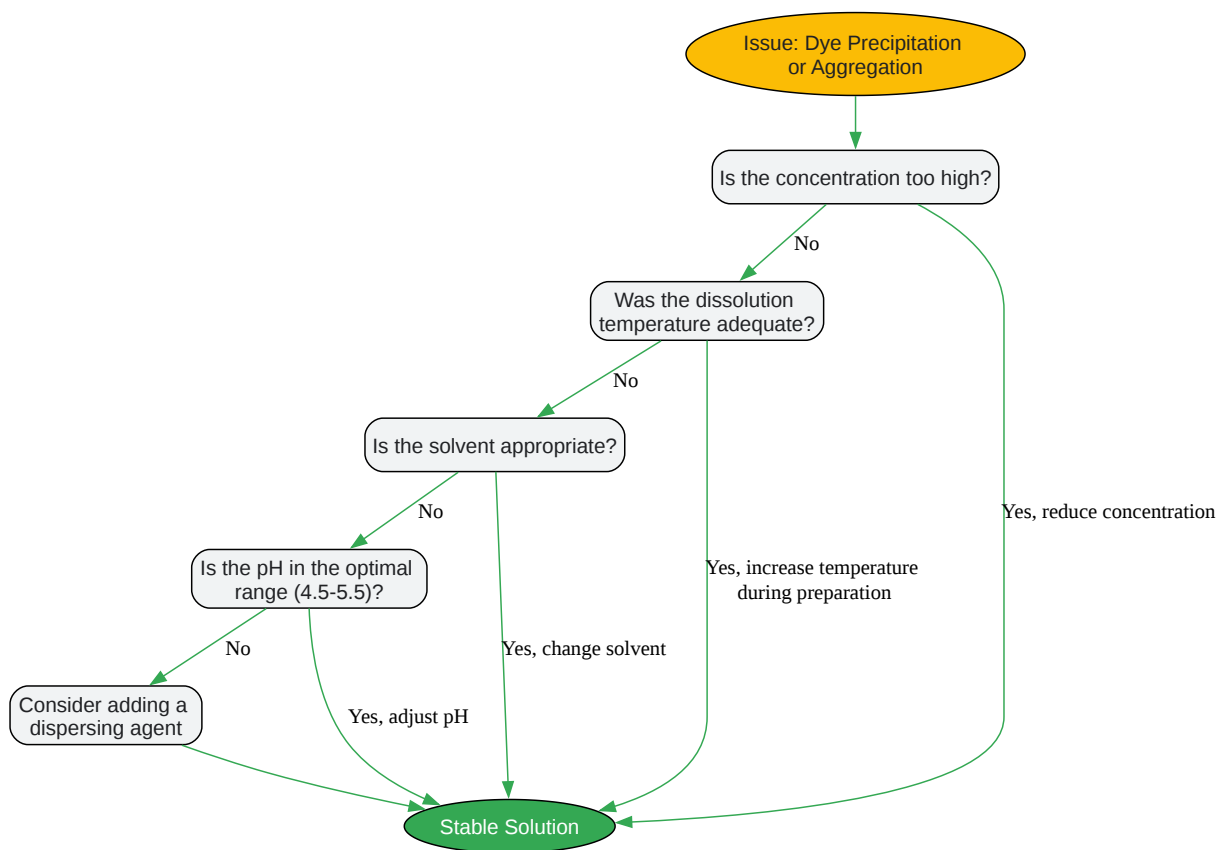 Issue: Dye Precipitation
or Aggregation
Is the concentration too high?
No
Was the dissolution
temperature adequate?
No
Is the solvent appropriate?
No
Yes, reduce concentration
Is the pH in the optimal
range (4.5-5.5)?
Yes, increase temperature
during preparation
No
Yes, change solvent
Consider adding a
dispersing agent
Yes, adjust pH
Stable Solution